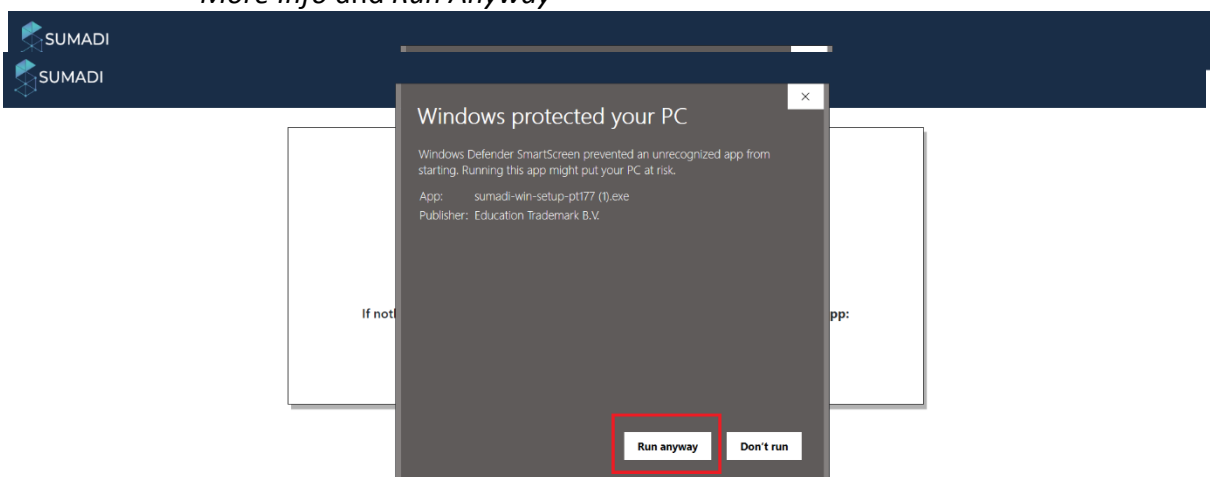 More Info and Run Anyway
SUMADI
SUMADI
Windows protected your PC
Windows Defender SmartScreen prevented an unrecognized app from
starting. Running this app might put your PC at risk.
App: sumadi-win-setup-pt177 (1).exe
Publisher: Education Trademark B.V.
If not
pp:
Run anyway
Don't run